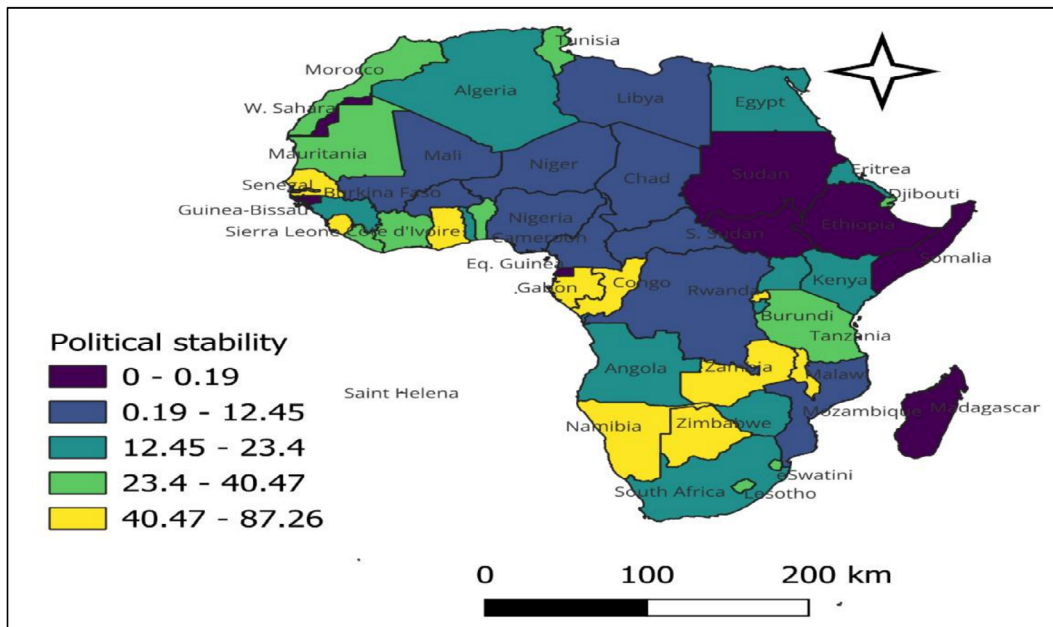 Tunisia
Morocco
Algeria
Libya
Egypt
W. Sahara
Mauritania
Mali
Niger
Chad
Sudan
Eritrea
Senegal
Burkina Faso
Djibouti
Guinea-Bissau
Nigeria
Ethiopia
Sierra Leone
Côte d'Ivoire
Cameroon
S. Sudan
Somalia
Eq. Guinea
Gabon
Congo
Rwanda
Kenya
Burundi
Tanzania
Political stability
0 - 0.19
0.19 - 12.45
12.45 - 23.4
23.4 - 40.47
40.47 - 87.26
Angola
Zambia
Malawi
Saint Helena
Mozambique
Madagascar
Namibia
Zimbabwe
eSwatini
South Africa
Lesotho
0 100 200 km